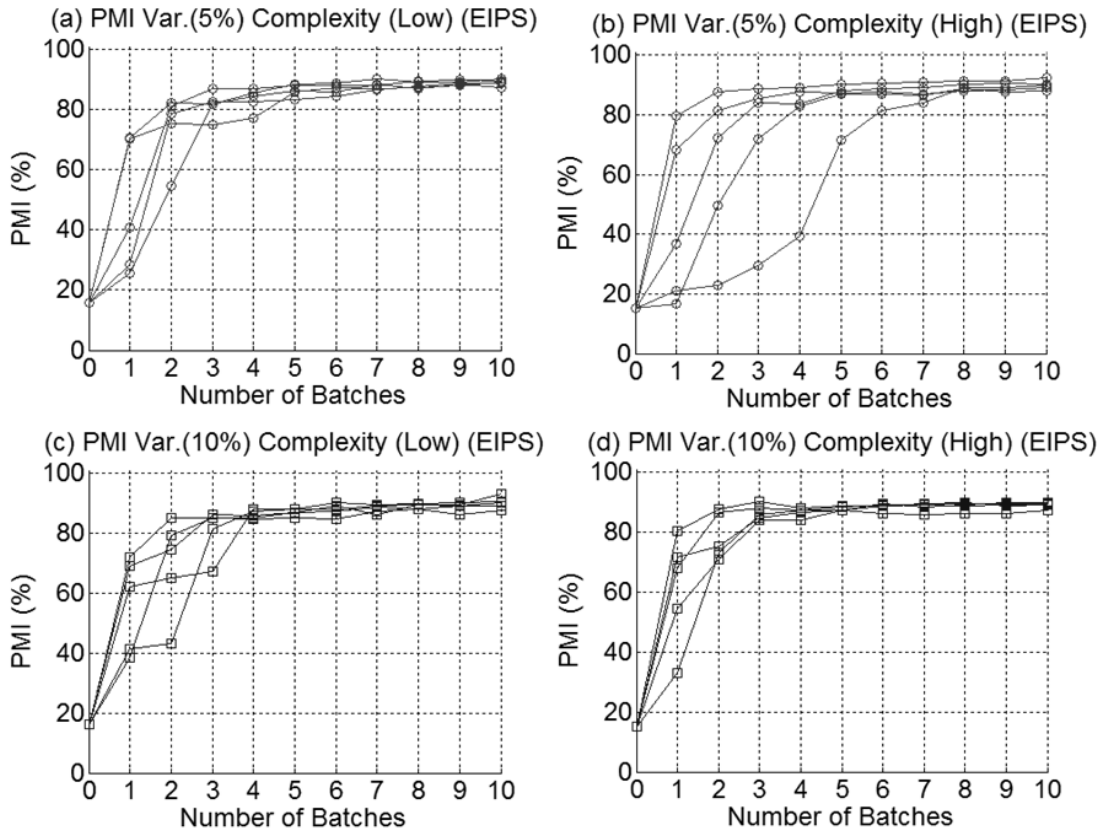 (a) PMI Var.(5%) Complexity (Low) (EIPS)
100
80
60
40
20
0
PMI (%)
0 1 2 3 4 5 6 7 8 9 10
Number of Batches
(b) PMI Var.(5%) Complexity (High) (EIPS)
100
80
60
40
20
0
PMI (%)
0 1 2 3 4 5 6 7 8 9 10
Number of Batches
(c) PMI Var.(10%) Complexity (Low) (EIPS)
100
80
60
40
20
0
PMI (%)
0 1 2 3 4 5 6 7 8 9 10
Number of Batches
(d) PMI Var.(10%) Complexity (High) (EIPS)
100
80
60
40
20
0
PMI (%)
0 1 2 3 4 5 6 7 8 9 10
Number of Batches